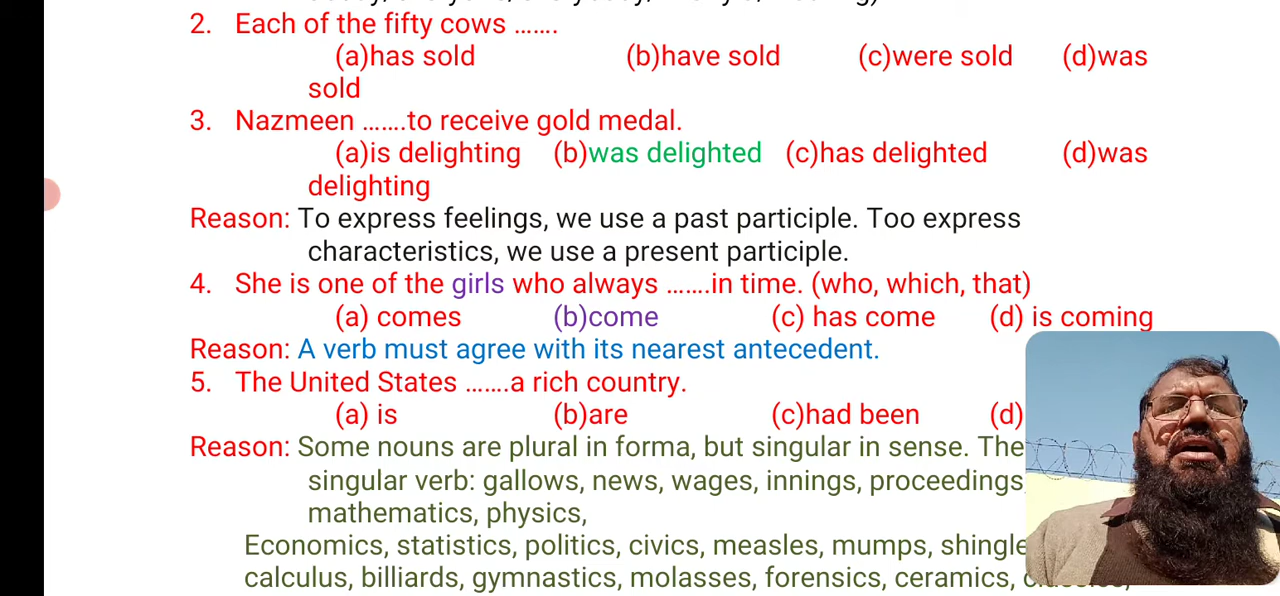 2. Each of the fifty cows …….
(a)has sold (b)have sold (c)were sold (d)was
sold
3. Nazmeen …….to receive gold medal.
(a)is delighting (b)was delighted (c)has delighted (d)was
delighting
Reason: To express feelings, we use a past participle. Too express
characteristics, we use a present participle.
4. She is one of the girls who always …….in time. (who, which, that)
(a) comes (b)come (c) has come (d) is coming
Reason: A verb must agree with its nearest antecedent.
5. The United States …….a rich country.
(a) is (b)are (c)had been (d)
Reason: Some nouns are plural in forma, but singular in sense. The
singular verb: gallows, news, wages, innings, proceedings,
mathematics, physics,
Economics, statistics, politics, civics, measles, mumps, shingle
calculus, billiards, gymnastics, molasses, forensics, ceramics,